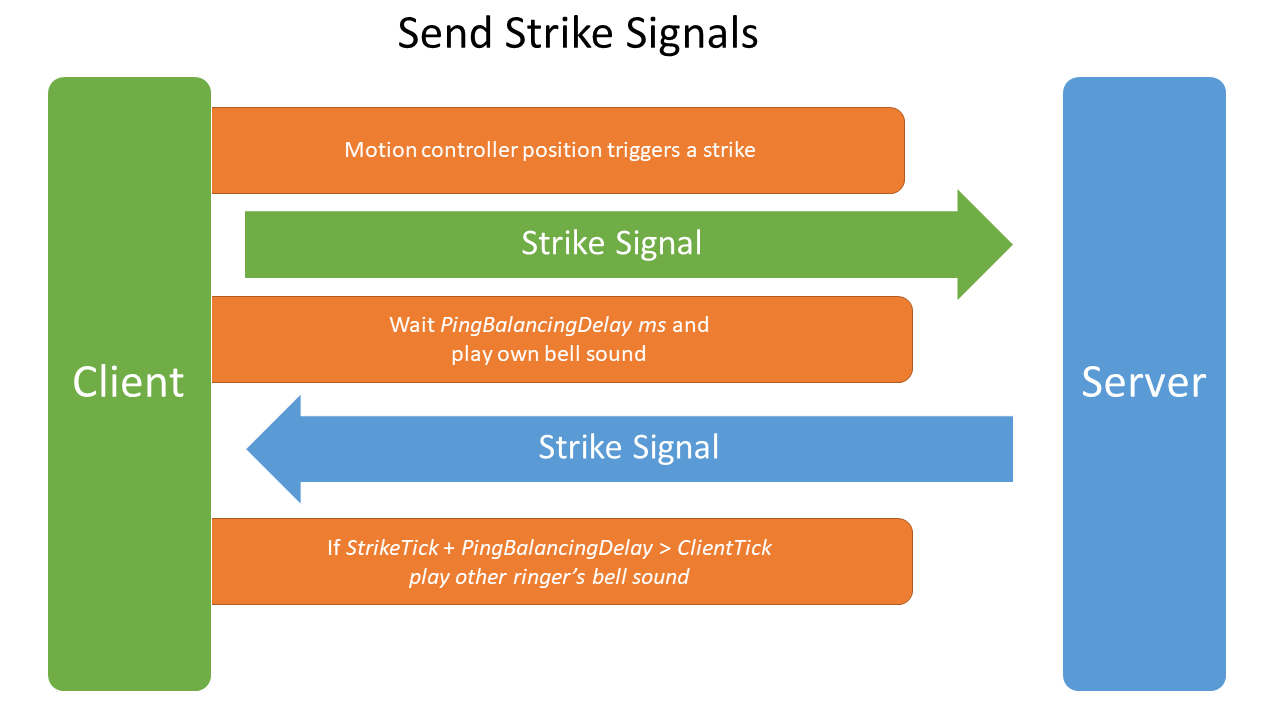 Send Strike Signals
Motion controller position triggers a strike
Strike Signal
Wait PingBalancingDelay ms and
play own bell sound
Client
Server
Strike Signal
If StrikeTick + PingBalancingDelay > ClientTick
play other ringer’s bell sound